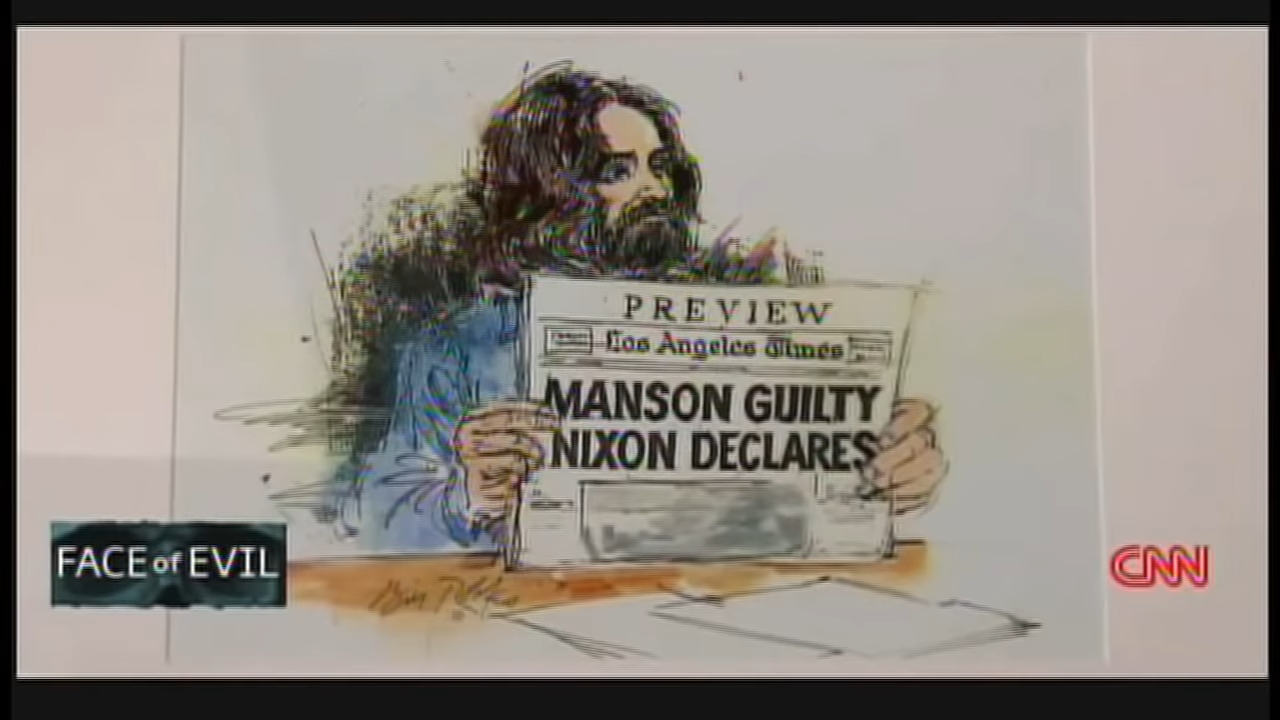 PREVIEW
Los Angeles Times
MANSON GUILTY
NIXON DECLARES
FACE of EVIL
CNN